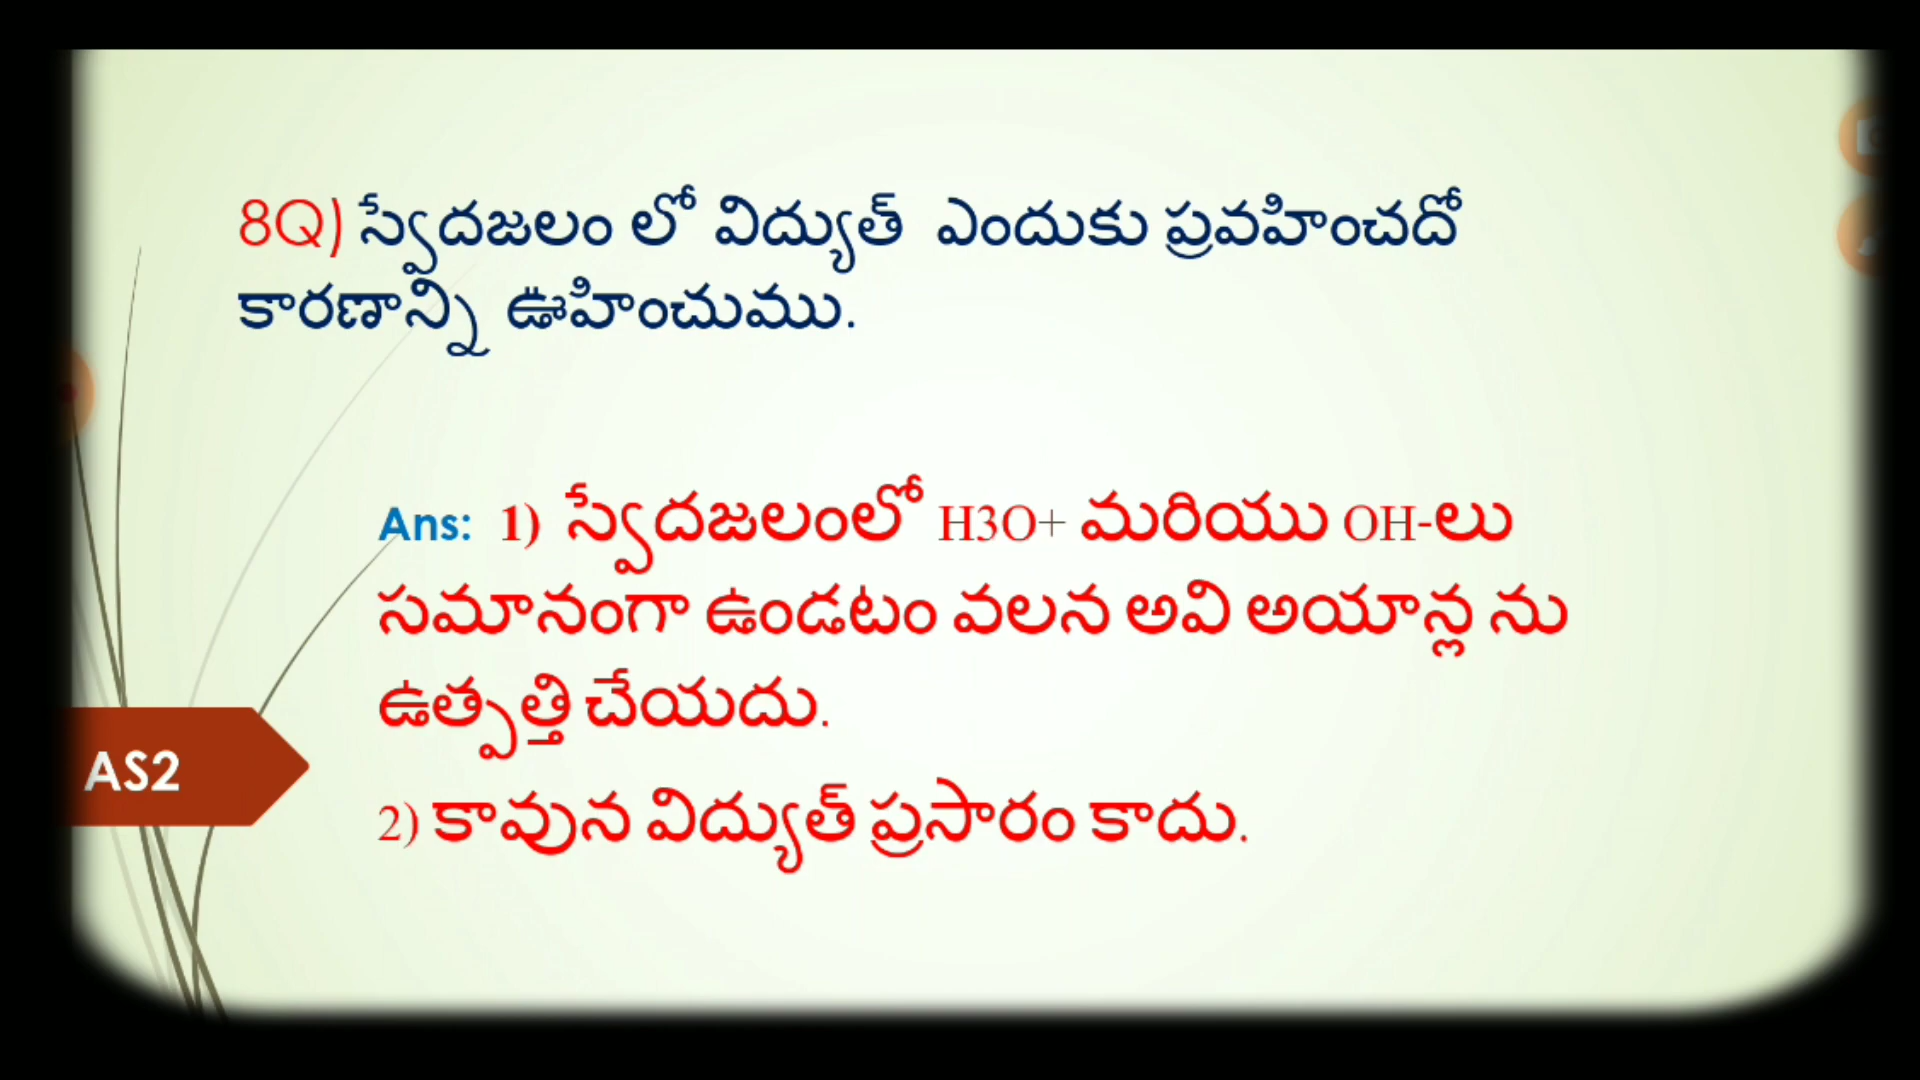 8Q) స్వేదజలం లో విద్యుత్ ఎందుకు ప్రవహించదో
కారణాన్ని ఊహించుము.
Ans: 1) స్వేదజలంలో H3O+ మరియు OH-లు
సమానంగా ఉండటం వలన అవి అయాన్ల ను
ఉత్పత్తి చేయదు.
AS2
2) కావున విద్యుత్ ప్రసారం కాదు.